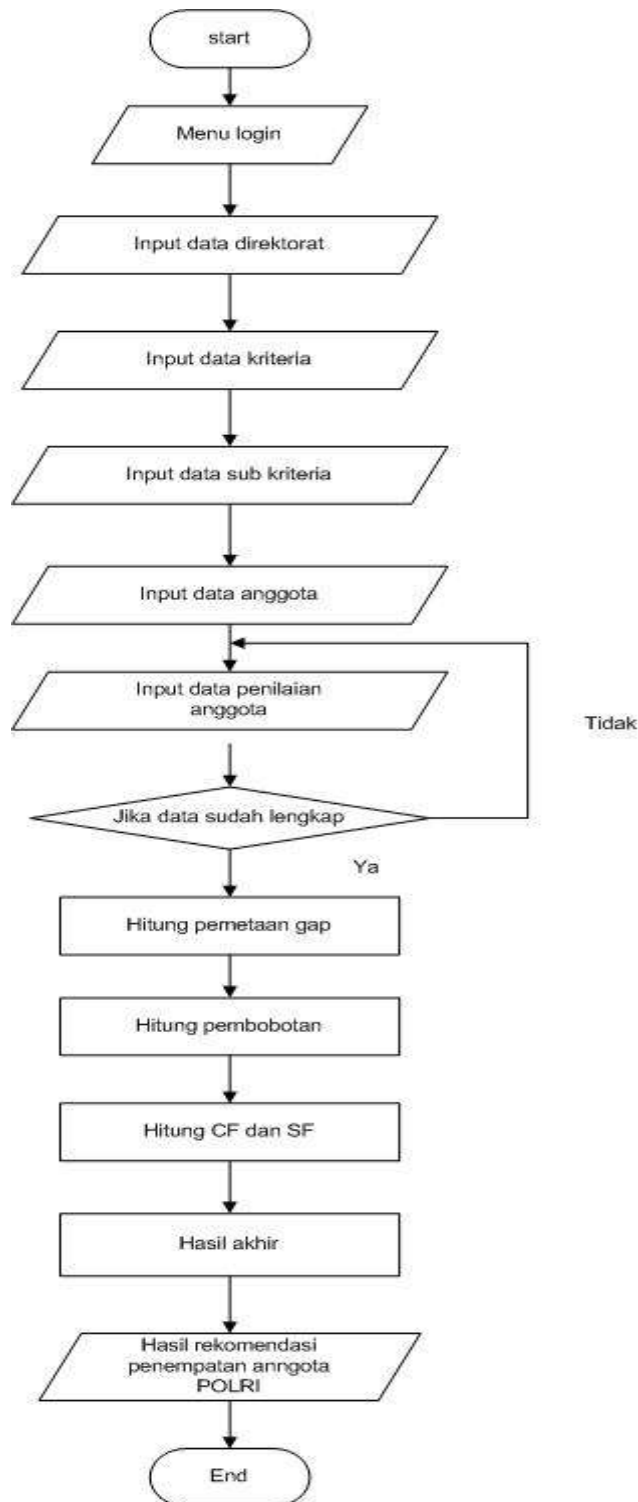 start
Menu login
Input data direktorat
Input data kriteria
Input data sub kriteria
Input data anggota
Input data penilaian
anggota
Tidak
Jika data sudah lengkap
Ya
Hitung pemetaan gap
Hitung pembobotan
Hitung CF dan SF
Hasil akhir
Hasil rekomendasi
penempatan anngota
POLRI
End